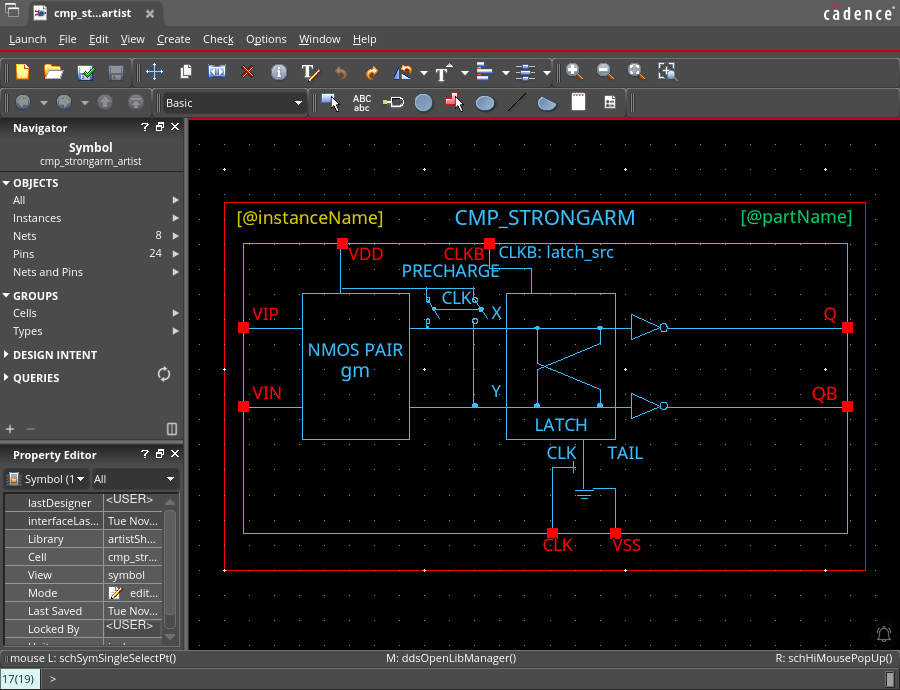 cmp_st...artist
cādence
Launch File Edit View Create Check Options Window Help
T
Basic
ABC
abc
Navigator
?
Symbol
cmp_strongarm_artist
OBJECTS
All
Instances
Nets 8
Pins 24
Nets and Pins
GROUPS
Cells
Types
DESIGN INTENT
QUERIES
Property Editor
?
Symbol (1 All
lastDesigner <USER>
interfaceLas... Tue Nov...
Library artistSh...
Cell cmp_str...
View symbol
Mode edit...
Last Saved Tue Nov...
Locked By <USER>
[@instanceName]
CMP_STRONGARM
[@partName]
VDD
CLKB
CLKB: latch_src
PRECHARGE
CLK
X
VIP
Q
NMOS PAIR
gm
VIN
Y
QB
LATCH
CLK
TAIL
CLK
VSS
mouse L: schSymSingleSelectPt() M: ddsOpenLibManager() R: schHiMousePopUp()
17(19) >